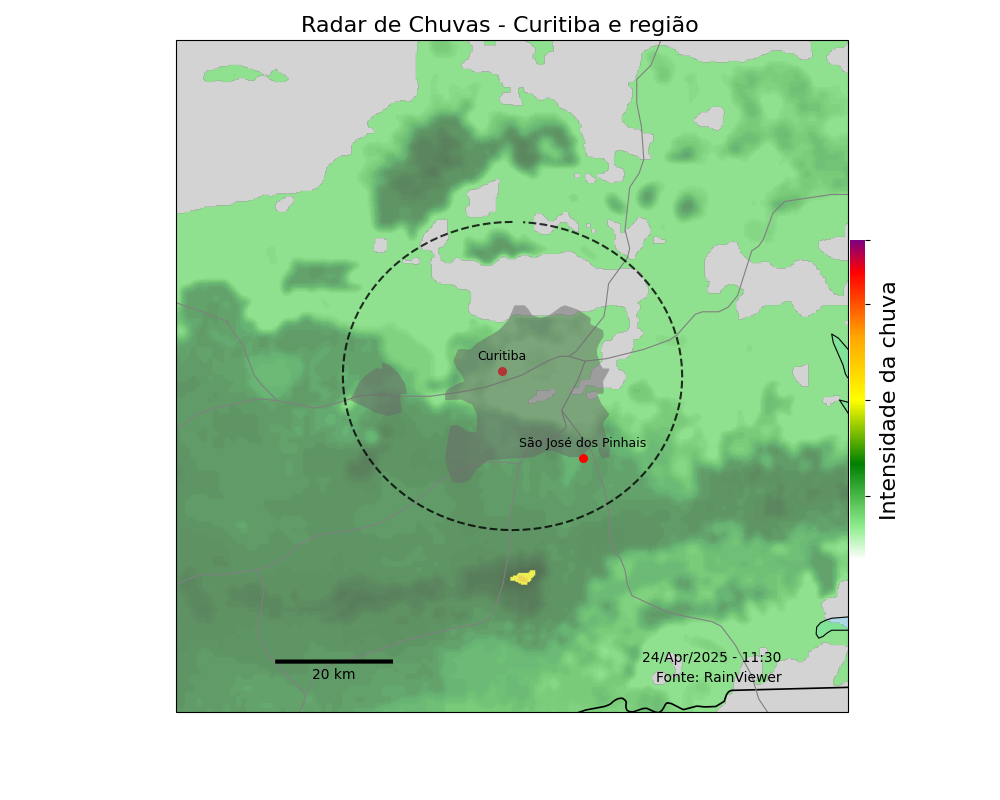 Radar de Chuvas - Curitiba e região
Curitiba
São José dos Pinhais
Intensidade da chuva
24/Apr/2025 - 11:30
Fonte: RainViewer
20 km